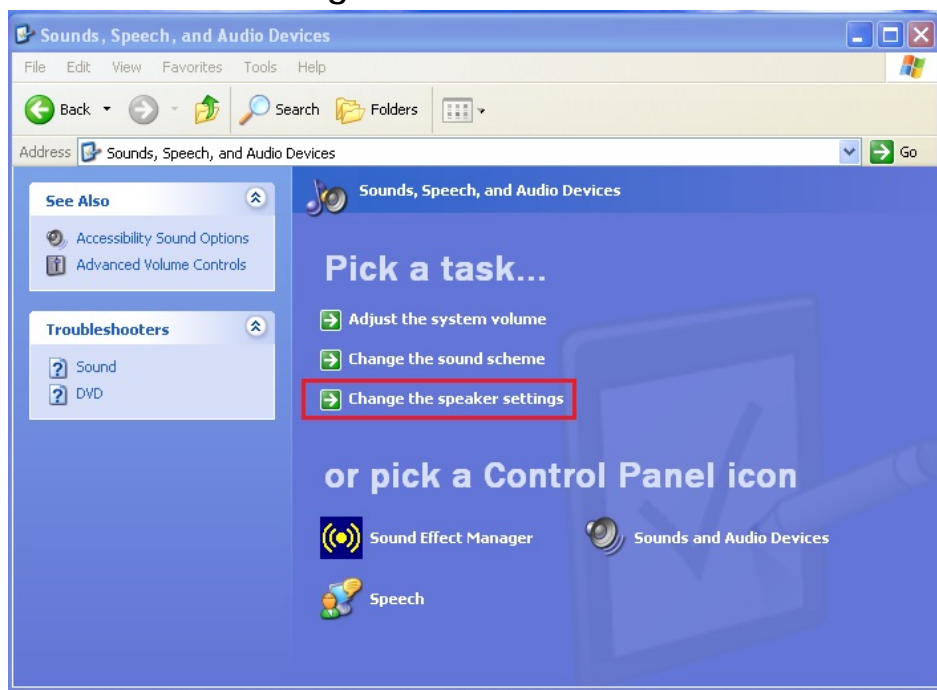 Sounds, Speech, and Audio Devices
File Edit View Favorites Tools Help
Back Search Folders
Address Sounds, Speech, and Audio Devices Go
See Also
Accessibility Sound Options
Advanced Volume Controls
Troubleshooters
Sound
DVD
Sounds, Speech, and Audio Devices
Pick a task...
Adjust the system volume
Change the sound scheme
Change the speaker settings
or pick a Control Panel icon
Sound Effect Manager Sounds and Audio Devices
Speech